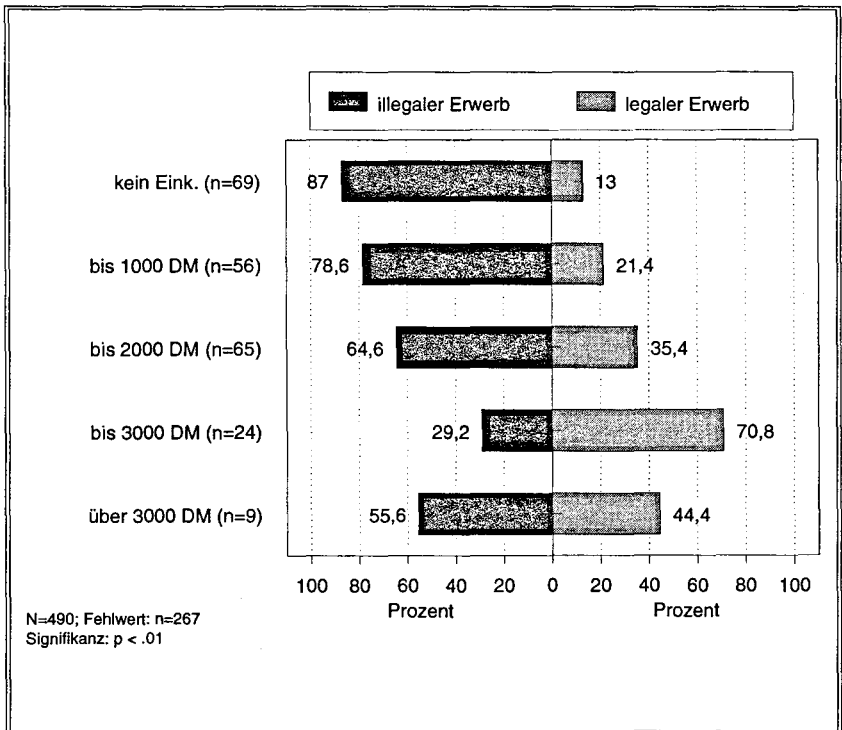 illegaler Erwerb legaler Erwerb
kein Eink. (n=69) 87 13
bis 1000 DM (n=56) 78,6 21,4
bis 2000 DM (n=65) 64,6 35,4
bis 3000 DM (n=24) 29,2 70,8
über 3000 DM (n=9) 55,6 44,4
100 80 60 40 20 0 20 40 60 80 100
Prozent Prozent
N=490; Fehlwert: n=267
Signifikanz: p < .01